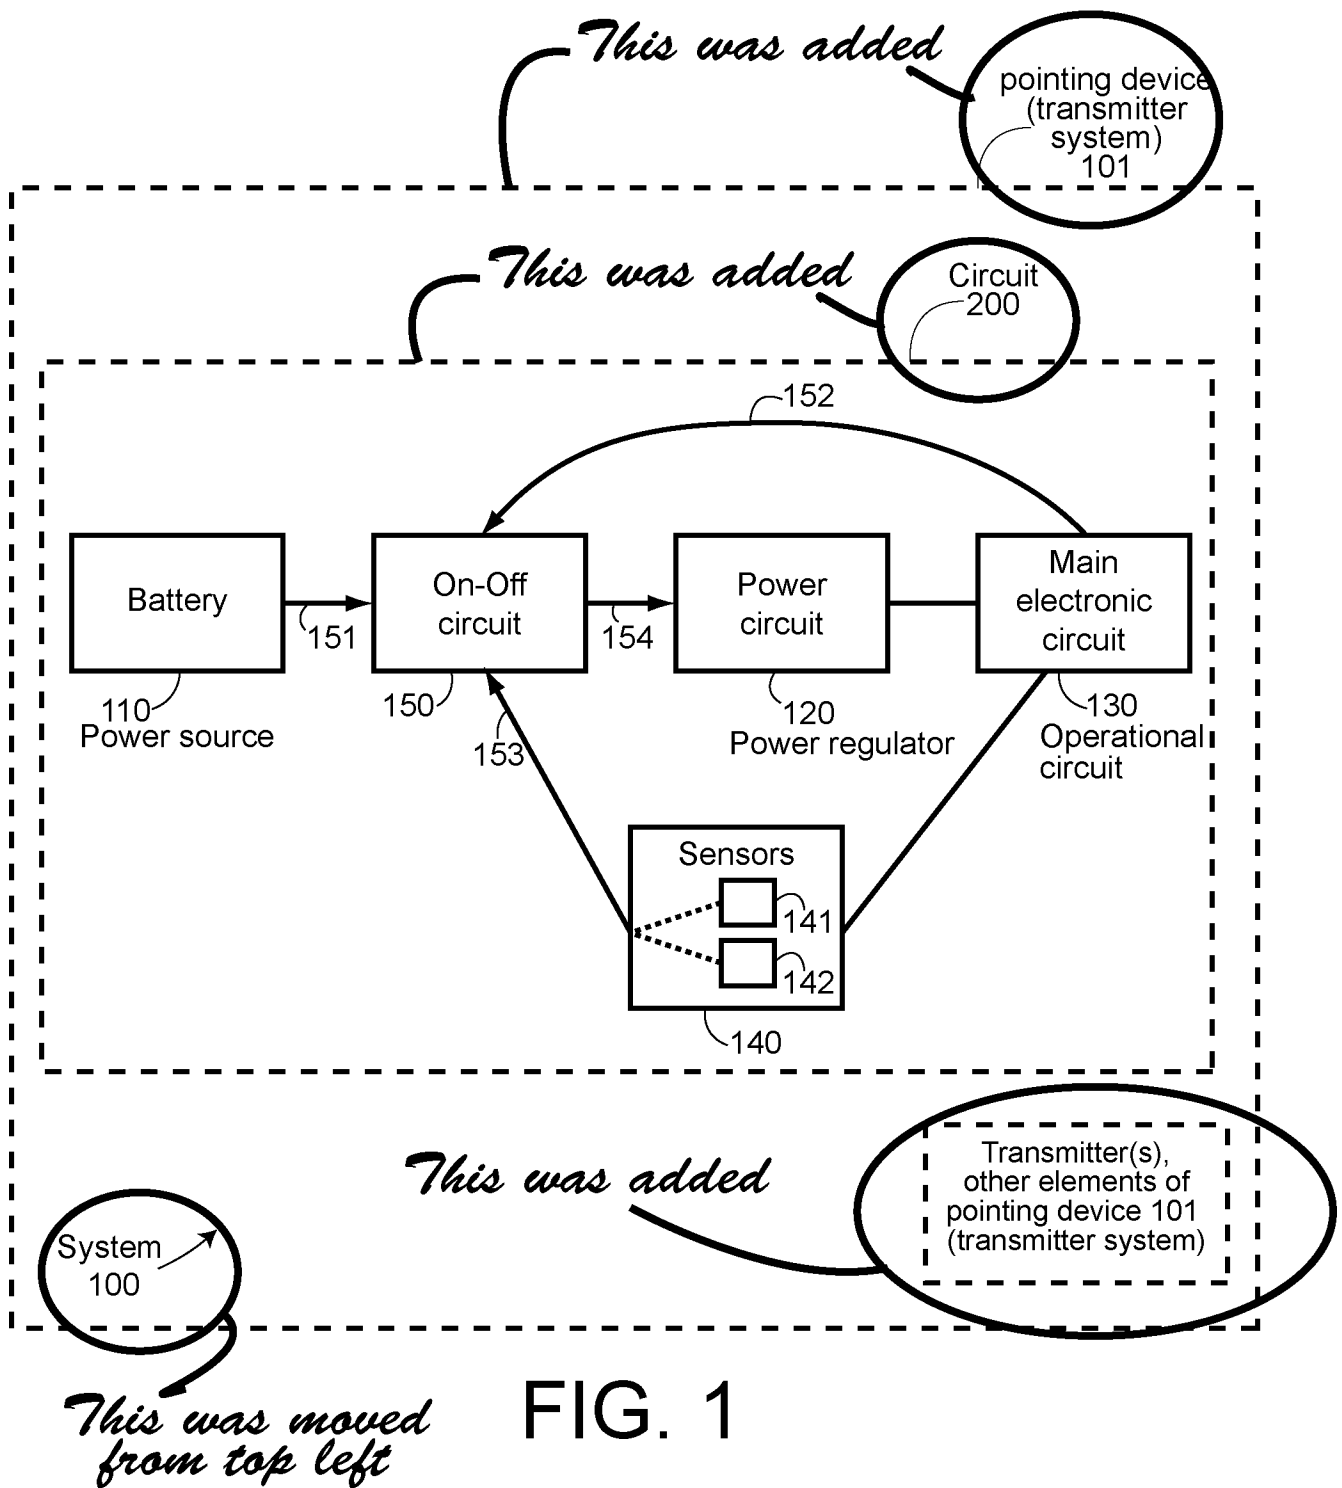 This was added
pointing device
(transmitter
system)
101
This was added
Circuit
200
152
Battery
On-Off
circuit
Power
circuit
Main
electronic
circuit
151
154
110
Power source
150
153
120
Power regulator
130
Operational
circuit
Sensors
141
142
140
This was added
Transmitter(s),
other elements of
pointing device 101
(transmitter system)
System
100
This was moved
from top left
FIG. 1